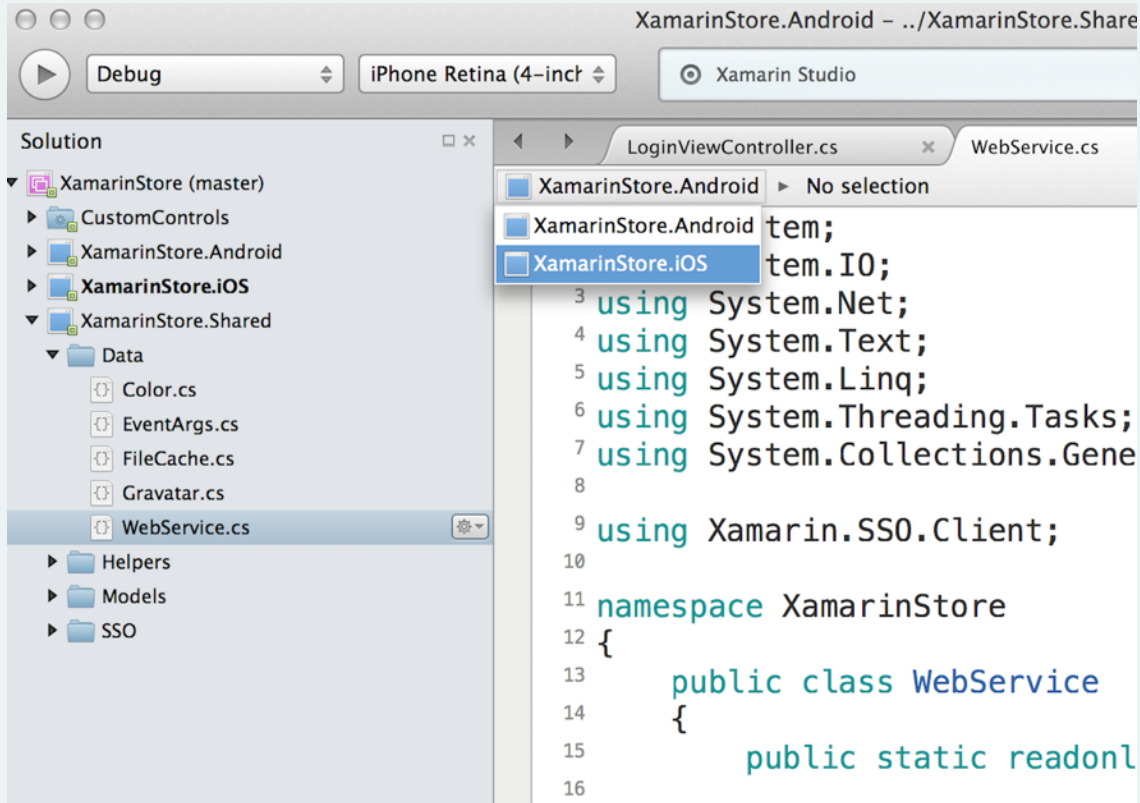 XamarinStore.Android – ../XamarinStore.Share
Debug
iPhone Retina (4-inch
Xamarin Studio
Solution
XamarinStore (master)
CustomControls
XamarinStore.Android
XamarinStore.iOS
XamarinStore.Shared
Data
Color.cs
EventArgs.cs
FileCache.cs
Gravatar.cs
WebService.cs
Helpers
Models
SSO
LoginViewController.cs
WebService.cs
XamarinStore.Android ▸ No selection
XamarinStore.Android
XamarinStore.iOS
tem;
tem.IO;
3 using System.Net;
4 using System.Text;
5 using System.Linq;
6 using System.Threading.Tasks;
7 using System.Collections.Gene
8
9 using Xamarin.SSO.Client;
10
11 namespace XamarinStore
12 {
13 public class WebService
14 {
15 public static readonl
16